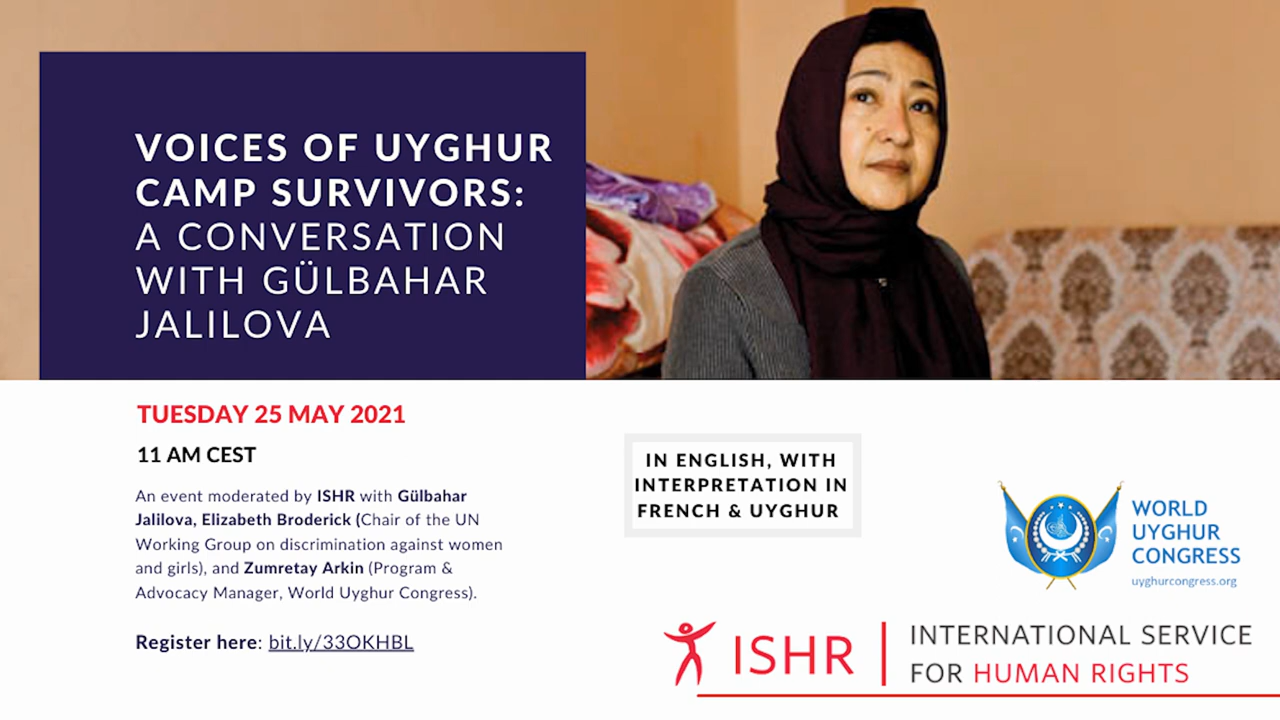 VOICES OF UYGHUR
CAMP SURVIVORS:
A CONVERSATION
WITH GÜLBAHAR
JALILOVA
TUESDAY 25 MAY 2021
11 AM CEST
An event moderated by ISHR with Gülbahar
Jalilova, Elizabeth Broderick (Chair of the UN
Working Group on discrimination against women
and girls), and Zumretay Arkin (Program &
Advocacy Manager, World Uyghur Congress).
Register here: bit.ly/33OKHBL
IN ENGLISH, WITH
INTERPRETATION IN
FRENCH & UYGHUR
WORLD
UYGHUR
CONGRESS
uyghurcongress.org
ISHR
INTERNATIONAL SERVICE
FOR HUMAN RIGHTS